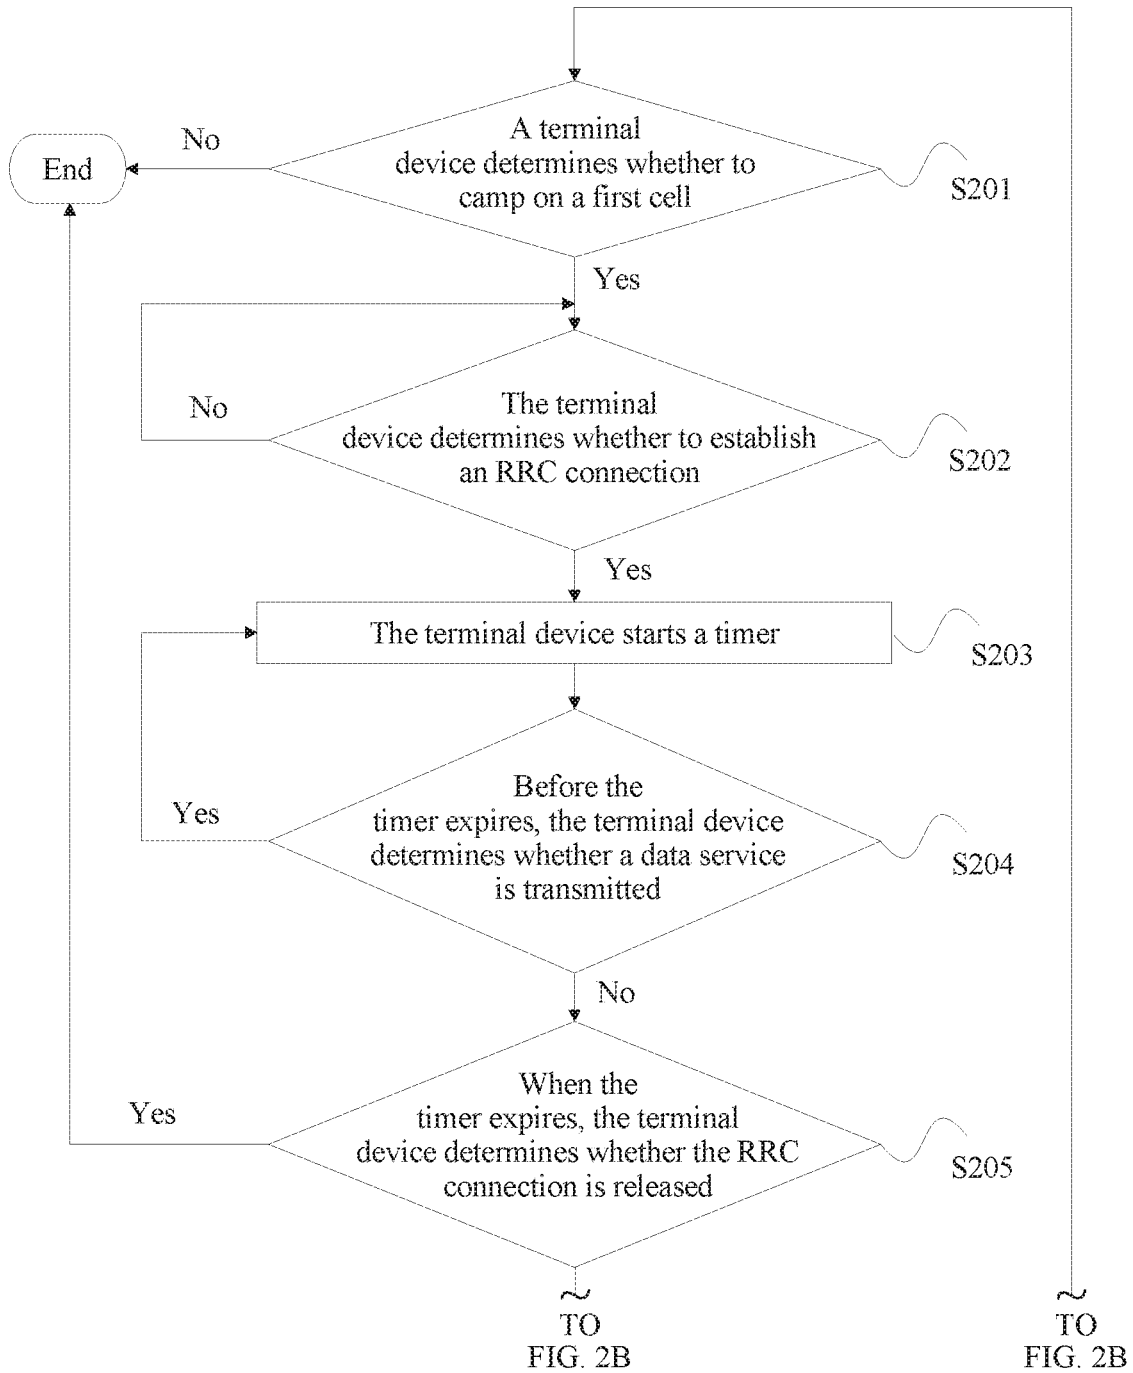 A terminal
device determines whether to
camp on a first cell
No
End
S201
Yes
The terminal
device determines whether to establish
an RRC connection
No
S202
Yes
The terminal device starts a timer
S203
Before the
timer expires, the terminal device
determines whether a data service
is transmitted
Yes
S204
No
When the
timer expires, the terminal
device determines whether the RRC
connection is released
Yes
S205
TO
FIG. 2B
TO
FIG. 2B